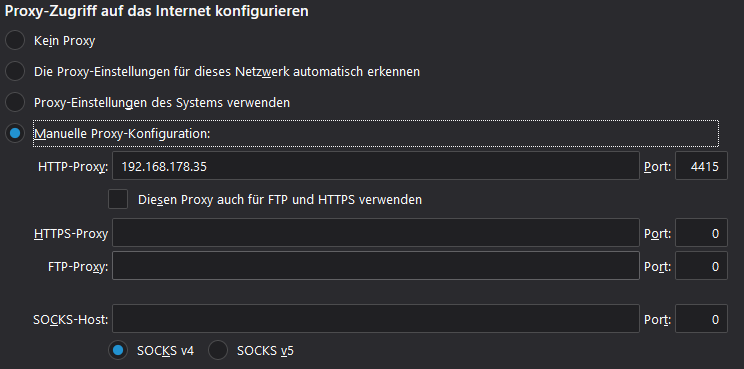 Proxy-Zugriff auf das Internet konfigurieren
Kein Proxy
Die Proxy-Einstellungen für dieses Netzwerk automatisch erkennen
Proxy-Einstellungen des Systems verwenden
Manuelle Proxy-Konfiguration:
HTTP-Proxy: 192.168.178.35 Port: 4415
Diesen Proxy auch für FTP und HTTPS verwenden
HTTPS-Proxy Port: 0
FTP-Proxy: Port: 0
SOCKS-Host: Port: 0
SOCKS v4 SOCKS v5